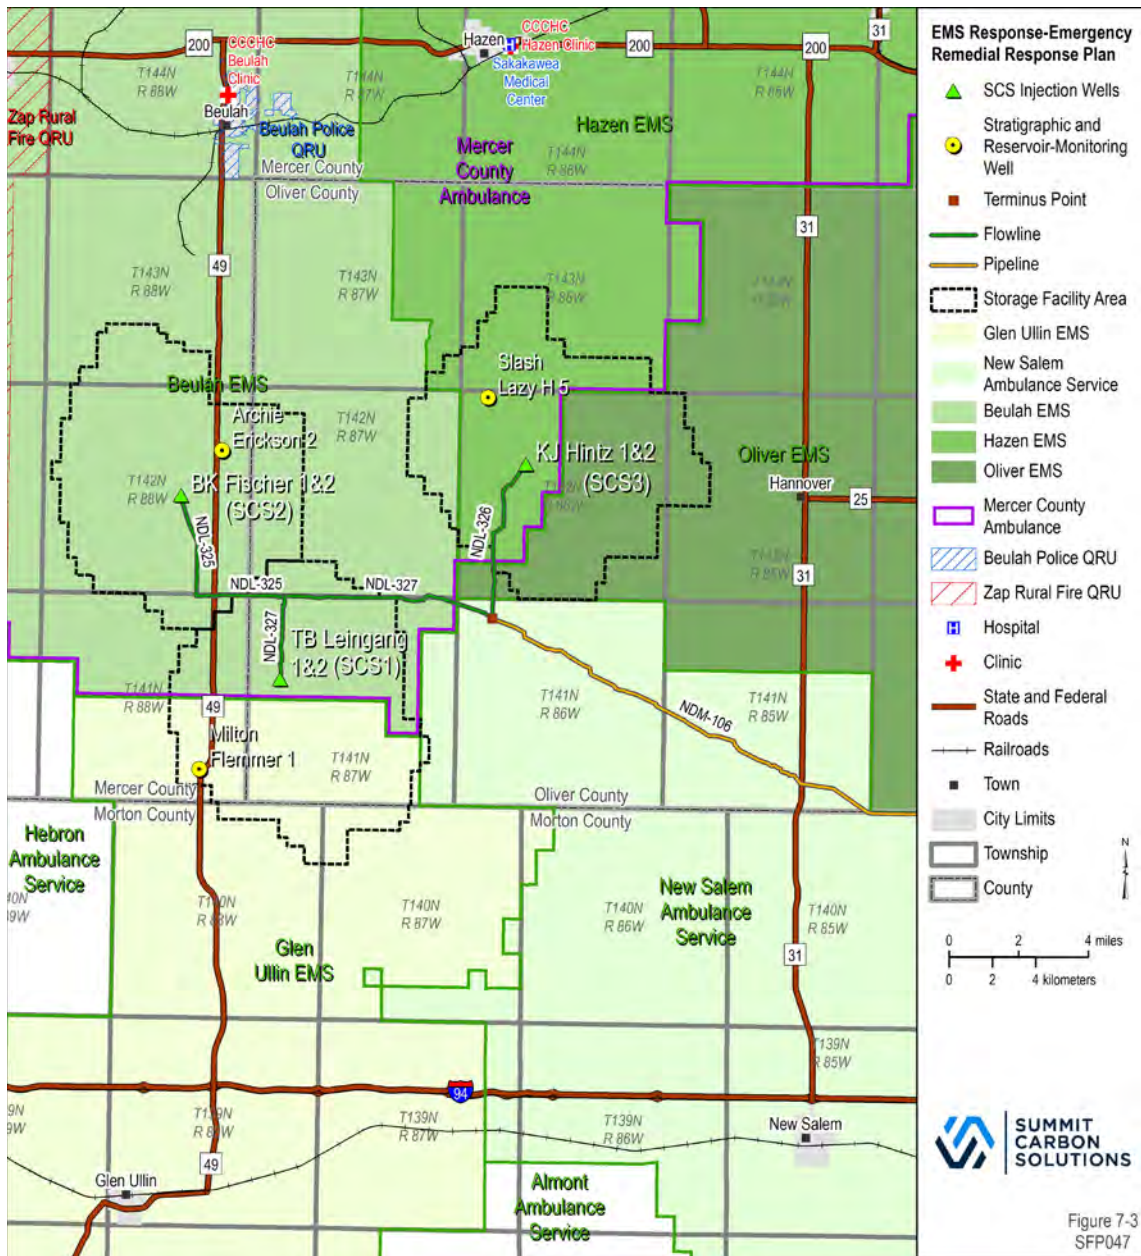 200
CCCHC
Beulah
Clinic
Hazen
CCCHC
Hazen Clinic
Sakakawea
Medical
Center
200
200
31
T144N
R 88W
T144N
R 87W
T144N
R 86W
Zap Rural
Fire QRU
Beulah
Beulah Police
QRU
Hazen EMS
Mercer
County
Ambulance
T144N
R 86W
Mercer County
Oliver County
49
31
T143N
R 88W
T143N
R 87W
T143N
R 86W
Slash
Lazy H 5
Beulah EMS
Archie
Erickson 2
T142N
R 87W
KJ Hintz 1&2
(SCS3)
Oliver EMS
Hannover
25
T142N
R 88W
BK Fischer 1&2
(SCS2)
NDL-325
NDL-326
NDL-325
NDL-327
31
NDL-327
TB Leingang
1&2 (SCS1)
T141N
R 88W
49
T141N
R 86W
T141N
R 85W
NDM-106
Milton
Flemmer 1
T141N
R 87W
Mercer County
Morton County
Oliver County
Morton County
Hebron
Ambulance
Service
New Salem
Ambulance
Service
T140N
R 87W
T140N
R 86W
T140N
R 85W
Glen
Ullin EMS
31
T139N
R 85W
94
T139N
R 87W
T139N
R 86W
New Salem
49
Glen Ullin
Almont
Ambulance
Service
EMS Response-Emergency
Remedial Response Plan
SCS Injection Wells
Stratigraphic and
Reservoir-Monitoring
Well
Terminus Point
Flowline
Pipeline
Storage Facility Area
Glen Ullin EMS
New Salem
Ambulance Service
Beulah EMS
Hazen EMS
Oliver EMS
Mercer County
Ambulance
Beulah Police QRU
Zap Rural Fire QRU
H Hospital
Clinic
State and Federal
Roads
Railroads
Town
City Limits
Township
County
N
0 2 4 miles
0 2 4 kilometers
SUMMIT
CARBON
SOLUTIONS
Figure 7-3
SFP047